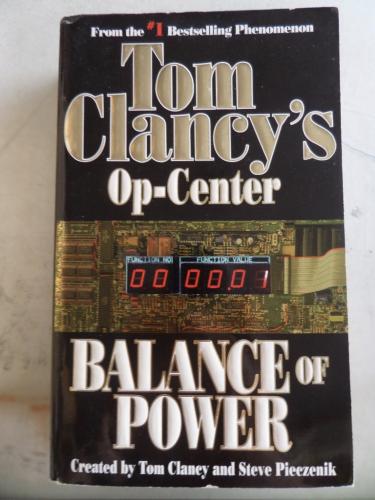 From the #1 Bestselling Phenomenon
Tom
Clancy's
Op-Center
FUNCTION NO FUNCTION VALUE
00 00.01
BALANCE OF
POWER
Created by Tom Clancy and Steve Pieczenik